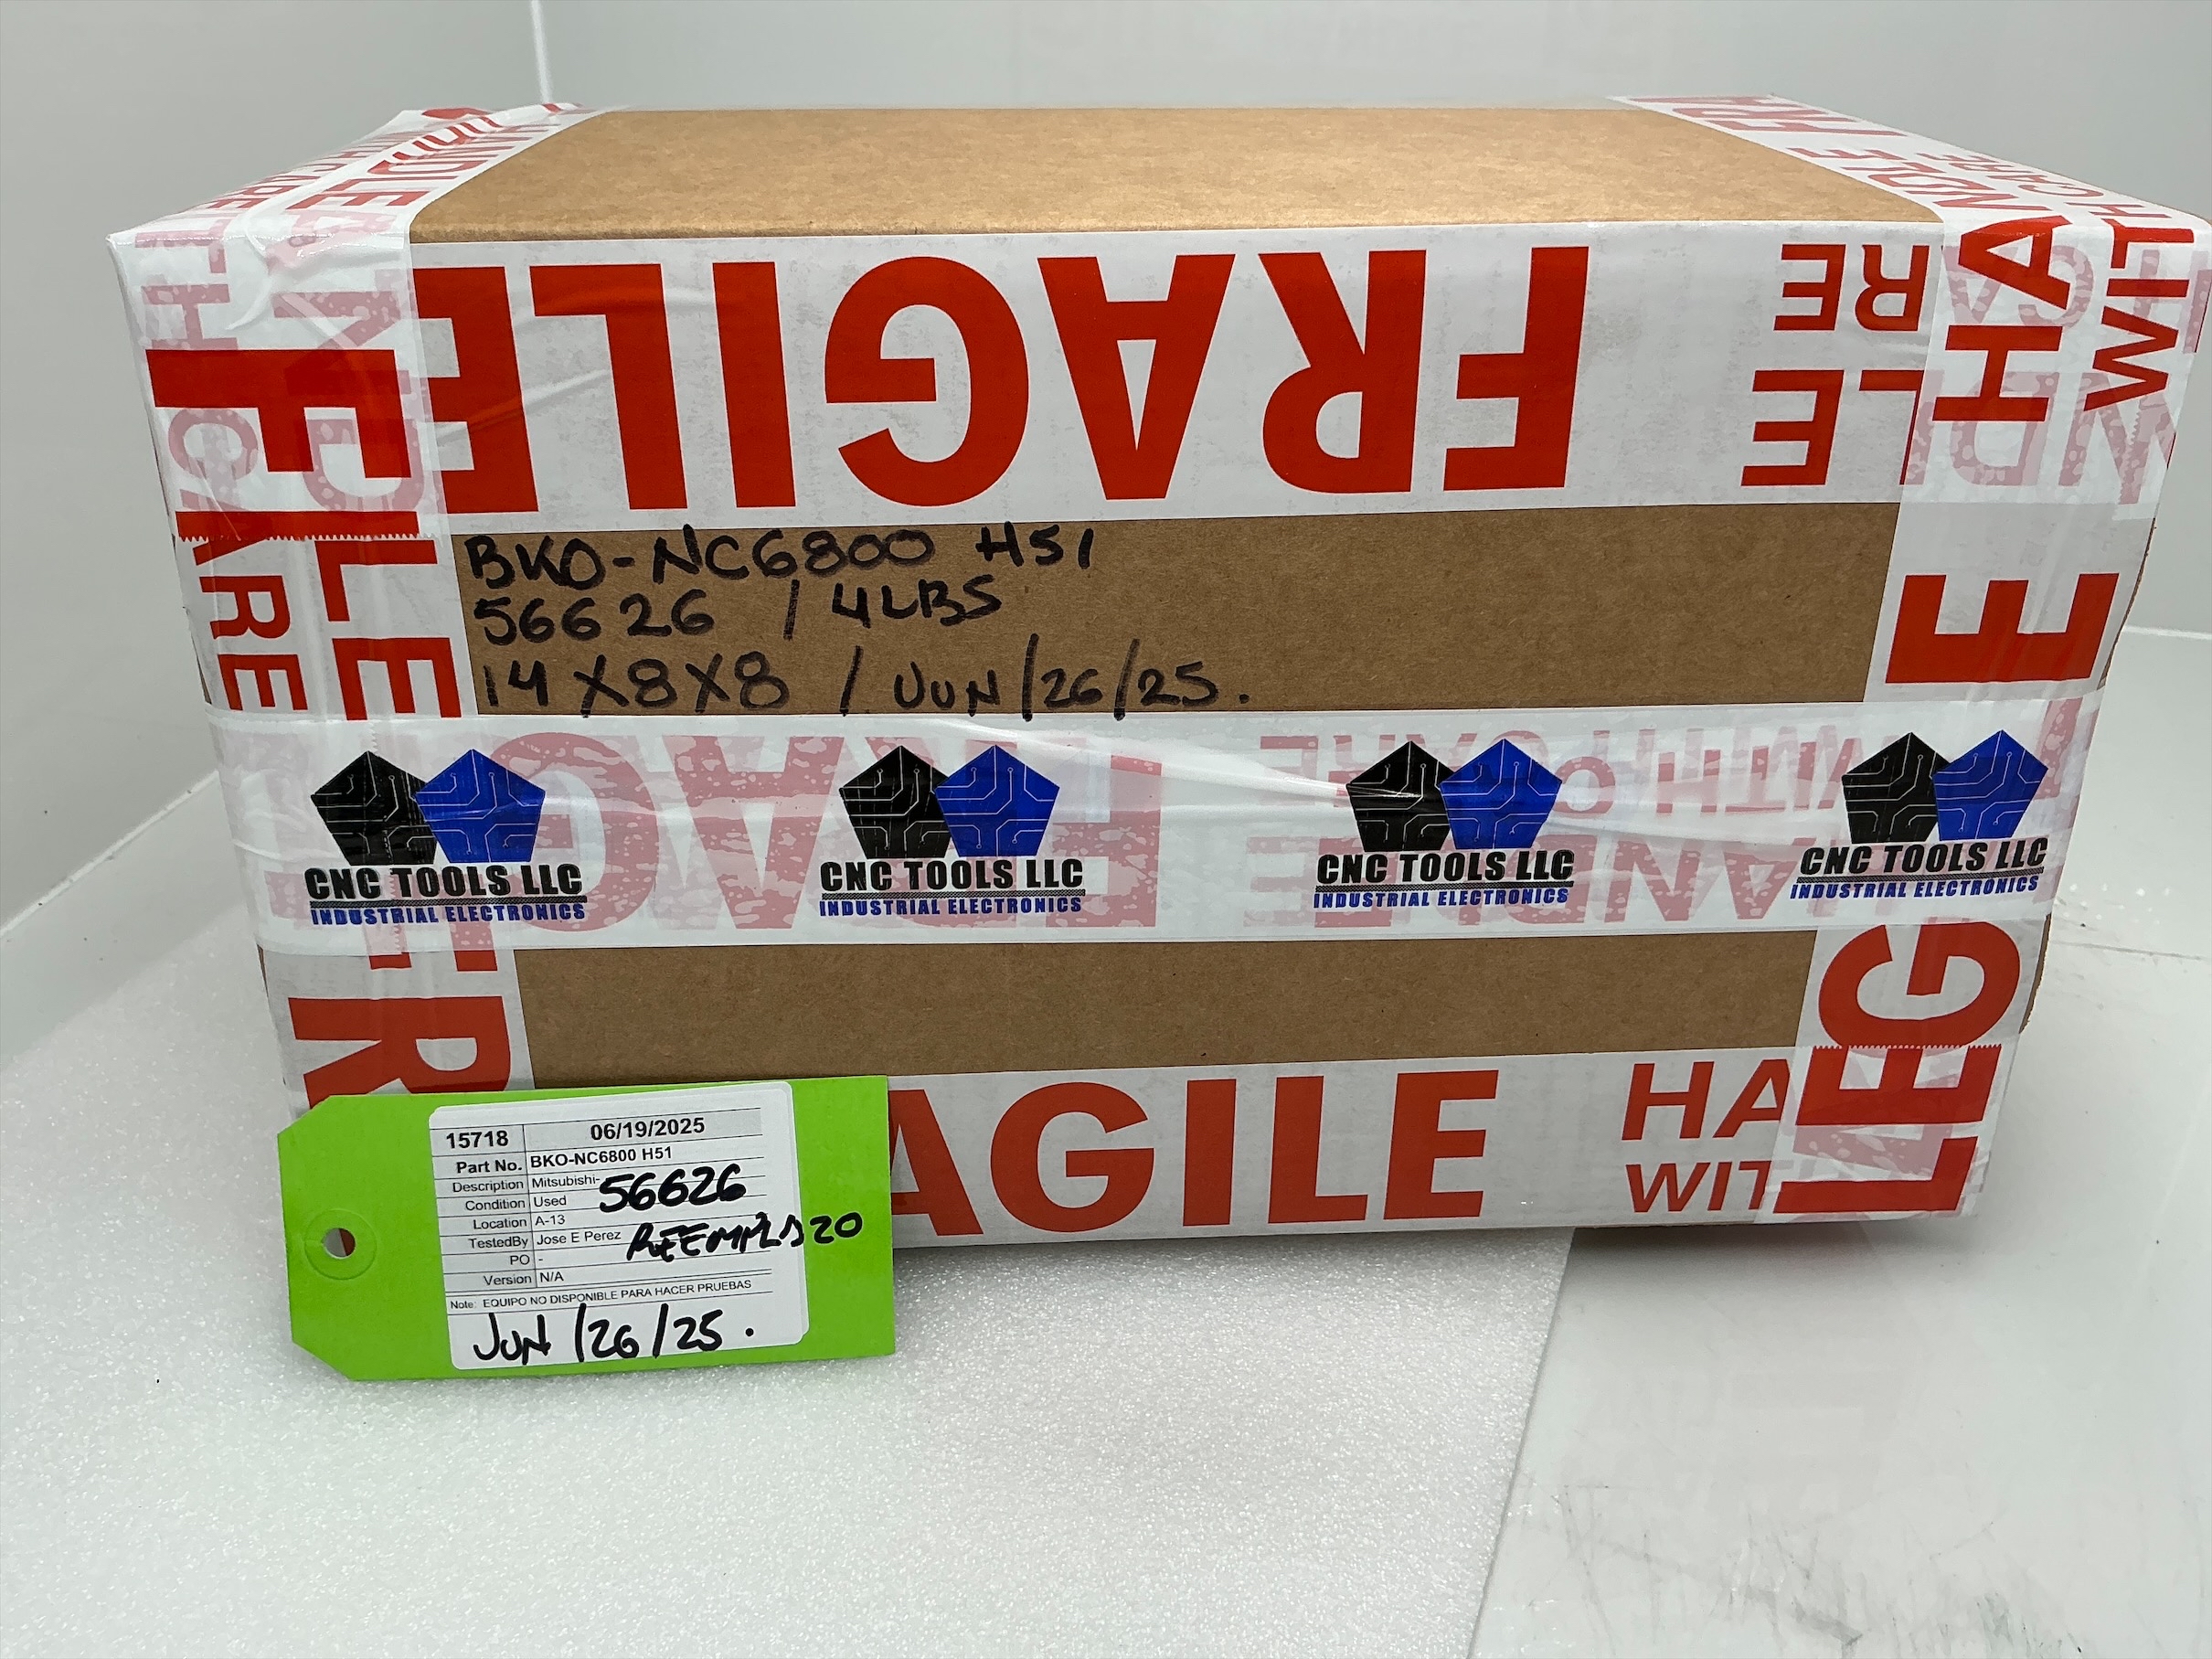 HANDLE
WITH CARE
FRAGILE
BKO-NC6800 H51
56626 / 4LBS
14X8X8 / JUN/26/25.
CNC TOOLS LLC
INDUSTRIAL ELECTRONICS
CNC TOOLS LLC
INDUSTRIAL ELECTRONICS
CNC TOOLS LLC
INDUSTRIAL ELECTRONICS
CNC TOOLS LLC
INDUSTRIAL ELECTRONICS
AGILE
HA
WIT
15718 06/19/2025
Part No. BKO-NC6800 H51
Description Mitsubishi-
56626
Condition Used
Location A-13
TestedBy Jose E Perez
REEMPLAZO
PO -
Version N/A
Note: EQUIPO NO DISPONIBLE PARA HACER PRUEBAS
JUN/26/25.